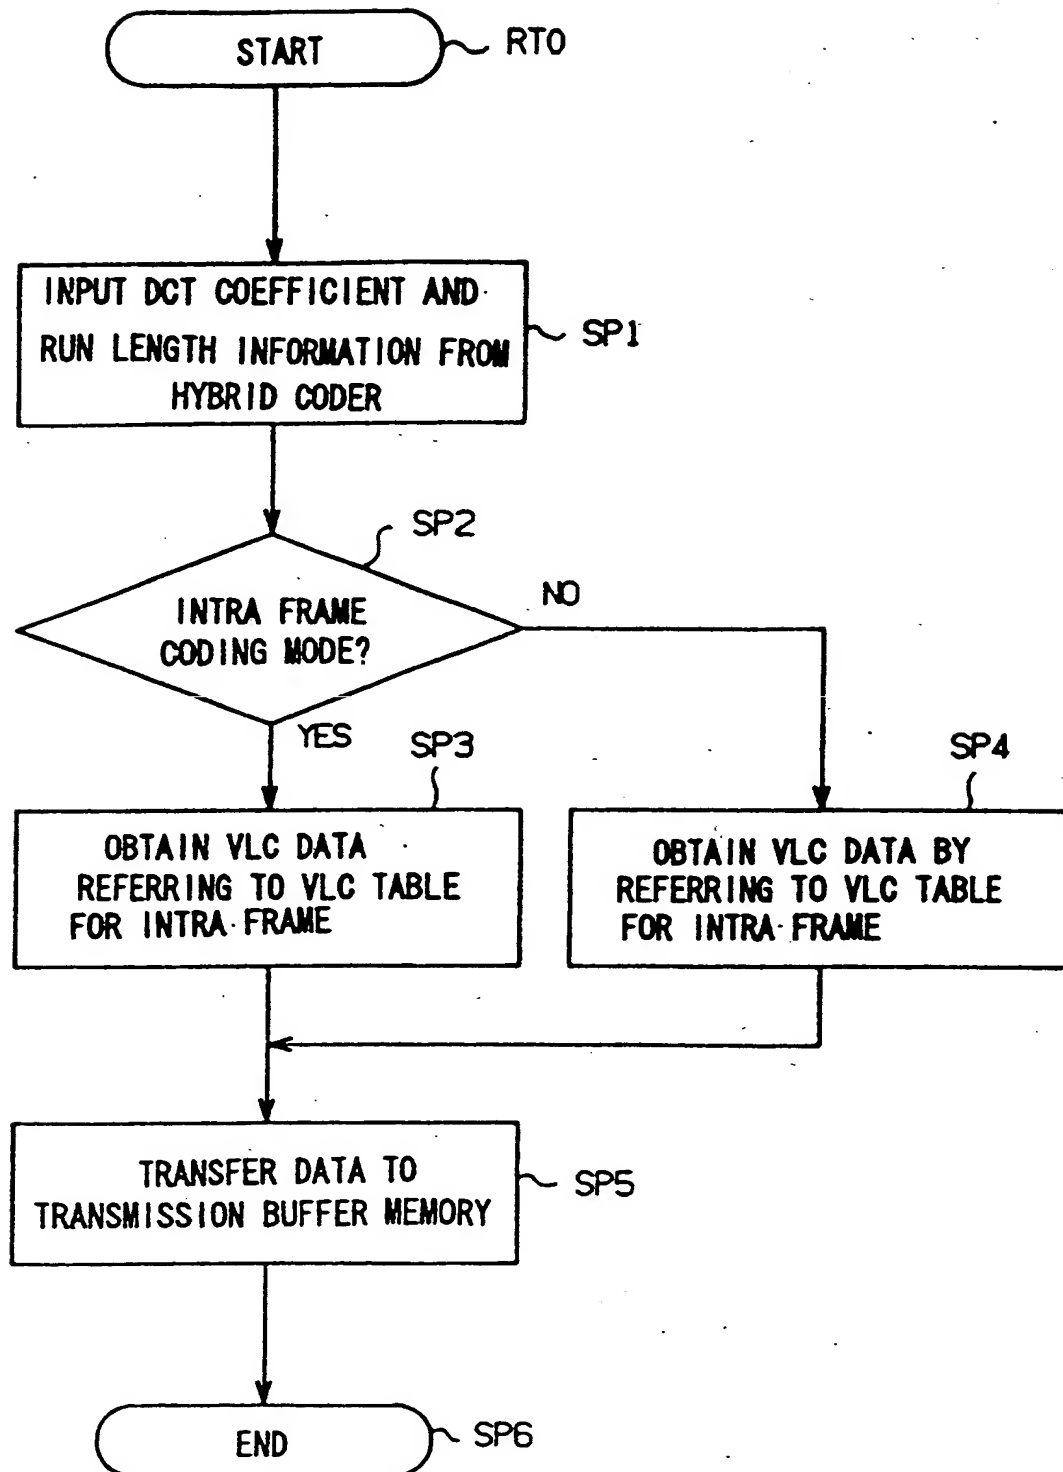 START
RT0
INPUT DCT COEFFICIENT AND
RUN LENGTH INFORMATION FROM
HYBRID CODER
SP1
SP2
INTRA FRAME
CODING MODE?
NO
YES
SP3
SP4
OBTAIN VLC DATA
REFERRING TO VLC TABLE
FOR INTRA FRAME
OBTAIN VLC DATA BY
REFERRING TO VLC TABLE
FOR INTRA FRAME
TRANSFER DATA TO
TRANSMISSION BUFFER MEMORY
SP5
END
SP6